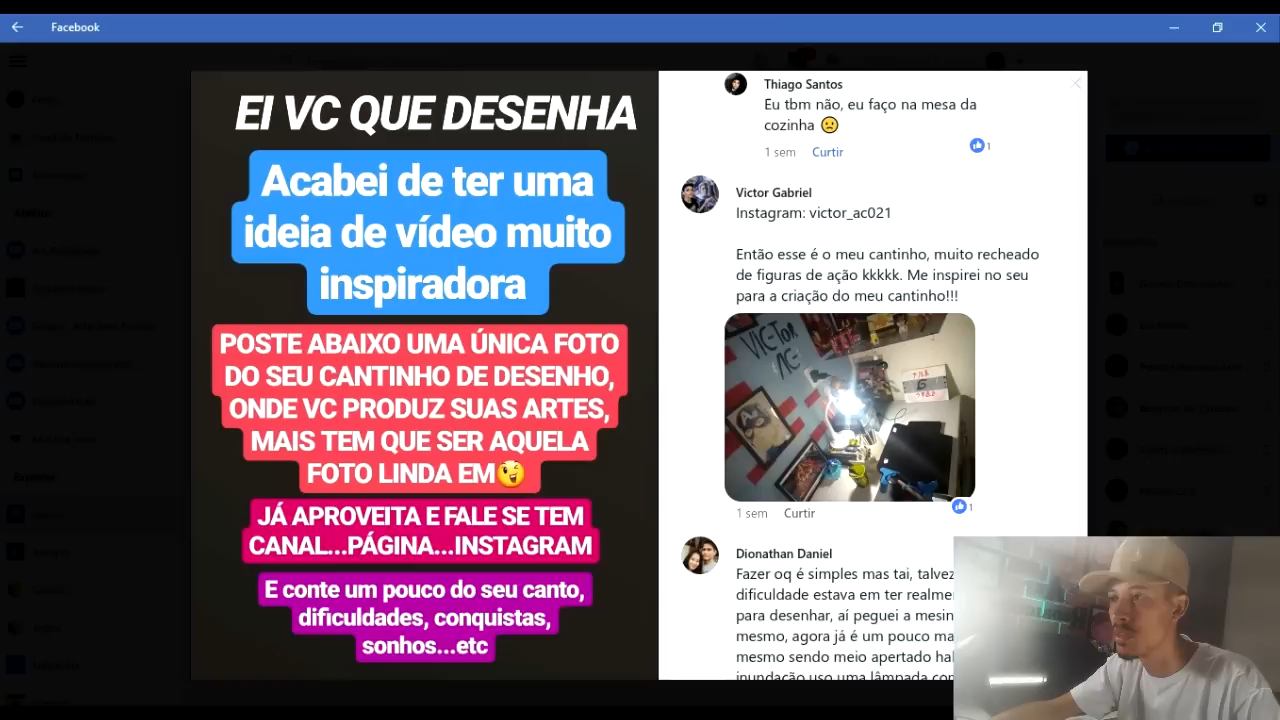 Facebook
EI VC QUE DESENHA
Acabei de ter uma
ideia de vídeo muito
inspiradora
POSTE ABAIXO UMA ÚNICA FOTO
DO SEU CANTINHO DE DESENHO,
ONDE VC PRODUZ SUAS ARTES,
MAIS TEM QUE SER AQUELA
FOTO LINDA EM😉
JÁ APROVEITA E FALE SE TEM
CANAL...PÁGINA...INSTAGRAM
E conte um pouco do seu canto,
dificuldades, conquistas,
sonhos...etc
Thiago Santos
Eu tbm não, eu faço na mesa da
cozinha 🙁
1 sem Curtir
1
Victor Gabriel
Instagram: victor_ac021
Então esse é o meu cantinho, muito recheado
de figuras de ação kkkkk. Me inspirei no seu
para a criação do meu cantinho!!!
VICTOR
AC
1 sem Curtir
1
Dionathan Daniel
Fazer oq é simples mas tai, talvez
dificuldade estava em ter
para desenhar, aí peguei a
mesmo, agora já é um pouco
mesmo sendo meio apertado
inundação uso uma lâmpada